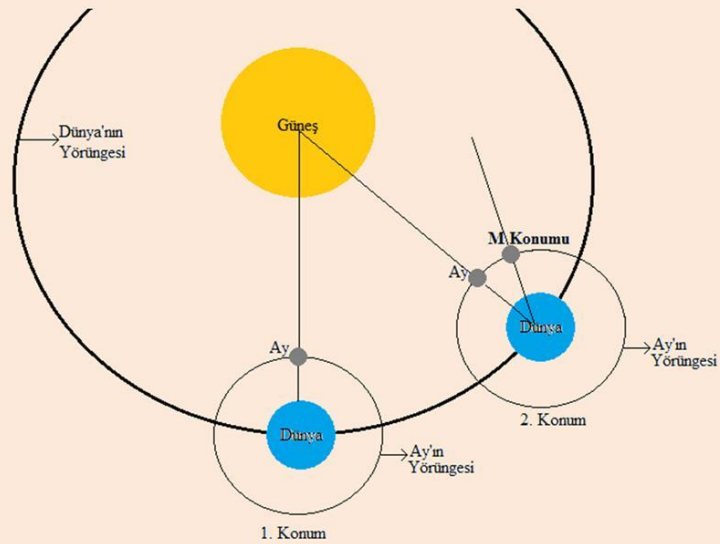 Güneş
Dünya'nın
Yörüngesi
M Konumu
Ay
Dünya
Ay'ın
Yörüngesi
2. Konum
Ay
Dünya
Ay'ın
Yörüngesi
1. Konum